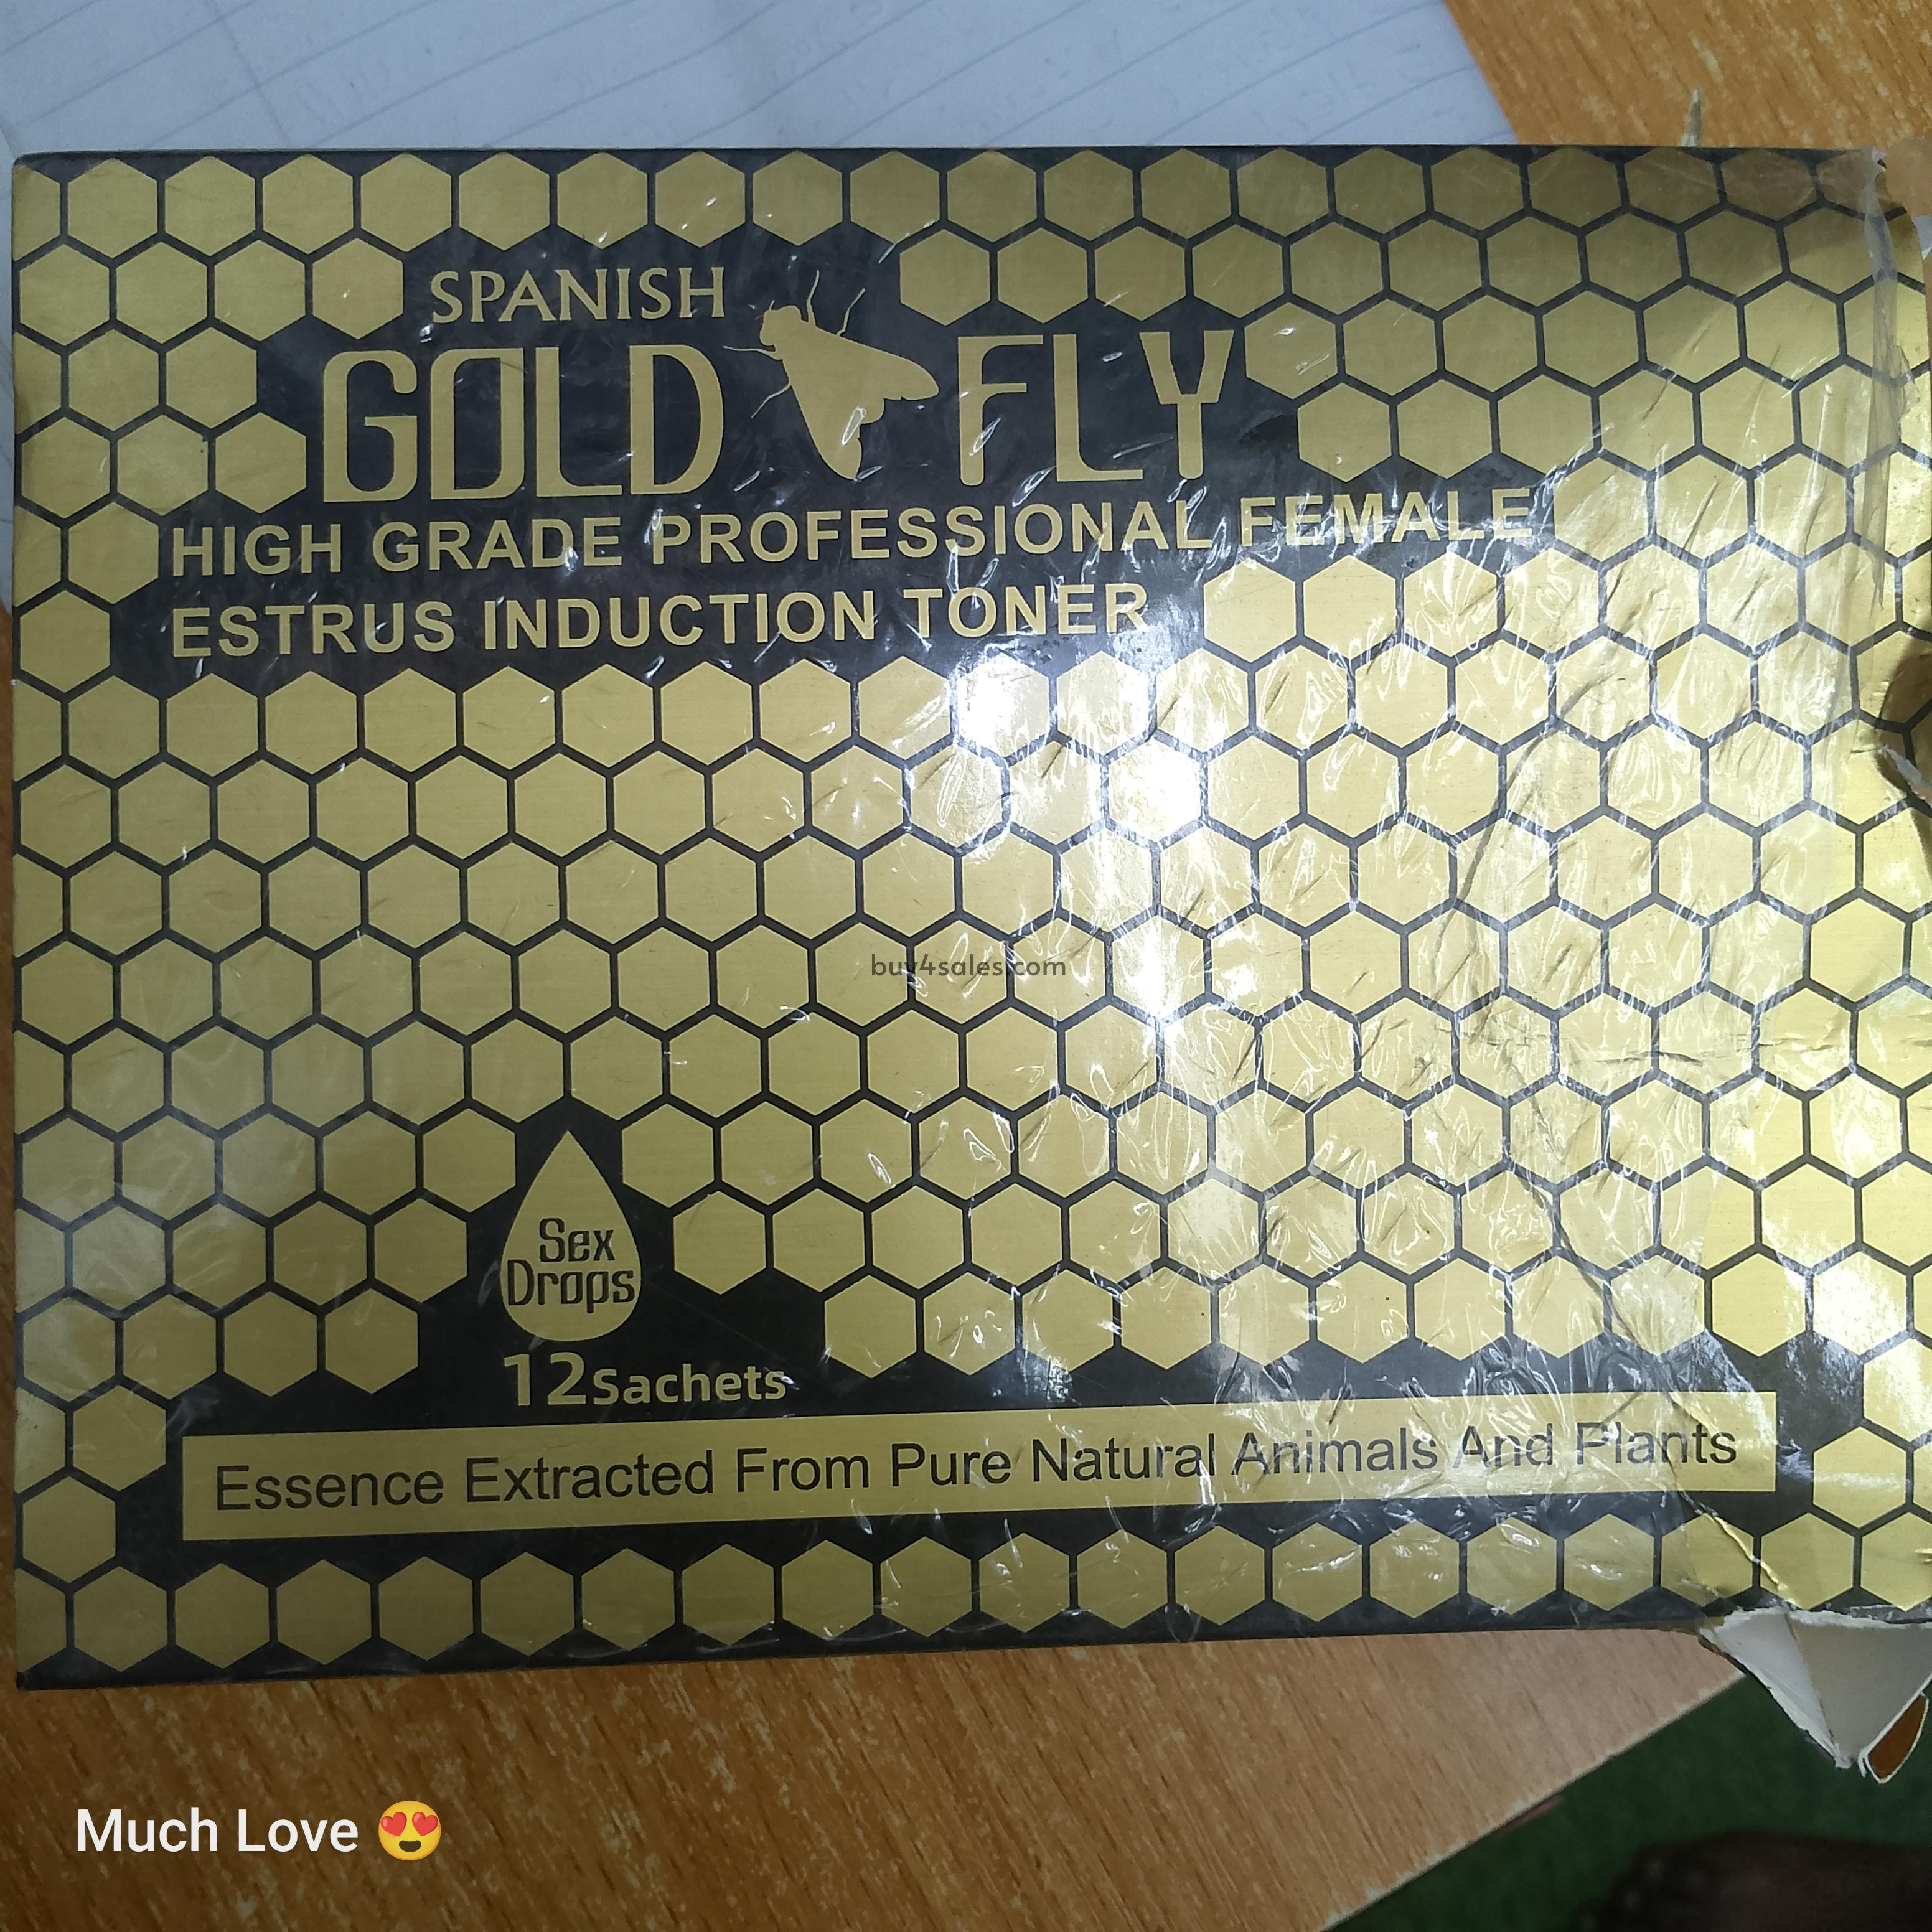 SPANISH
GOLD FLY
HIGH GRADE PROFESSIONAL FEMALE
ESTRUS INDUCTION TONER
buy4sales.com
Sex
Drops
12Sachets
Essence Extracted From Pure Natural Animals And Plants
Much Love 😍